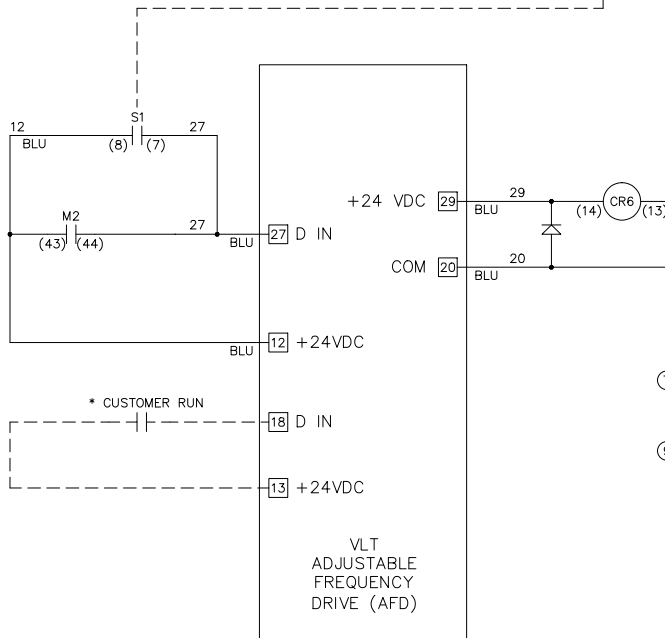 S1
12
27
BLU
(8)
(7)
+24 VDC
29
29
BLU
(14)
CR6
(13)
M2
27
(43)
(44)
BLU
27
D IN
COM
20
20
BLU
BLU
12
+24VDC
* CUSTOMER RUN
18
D IN
13
+24VDC
VLT
ADJUSTABLE
FREQUENCY
DRIVE (AFD)